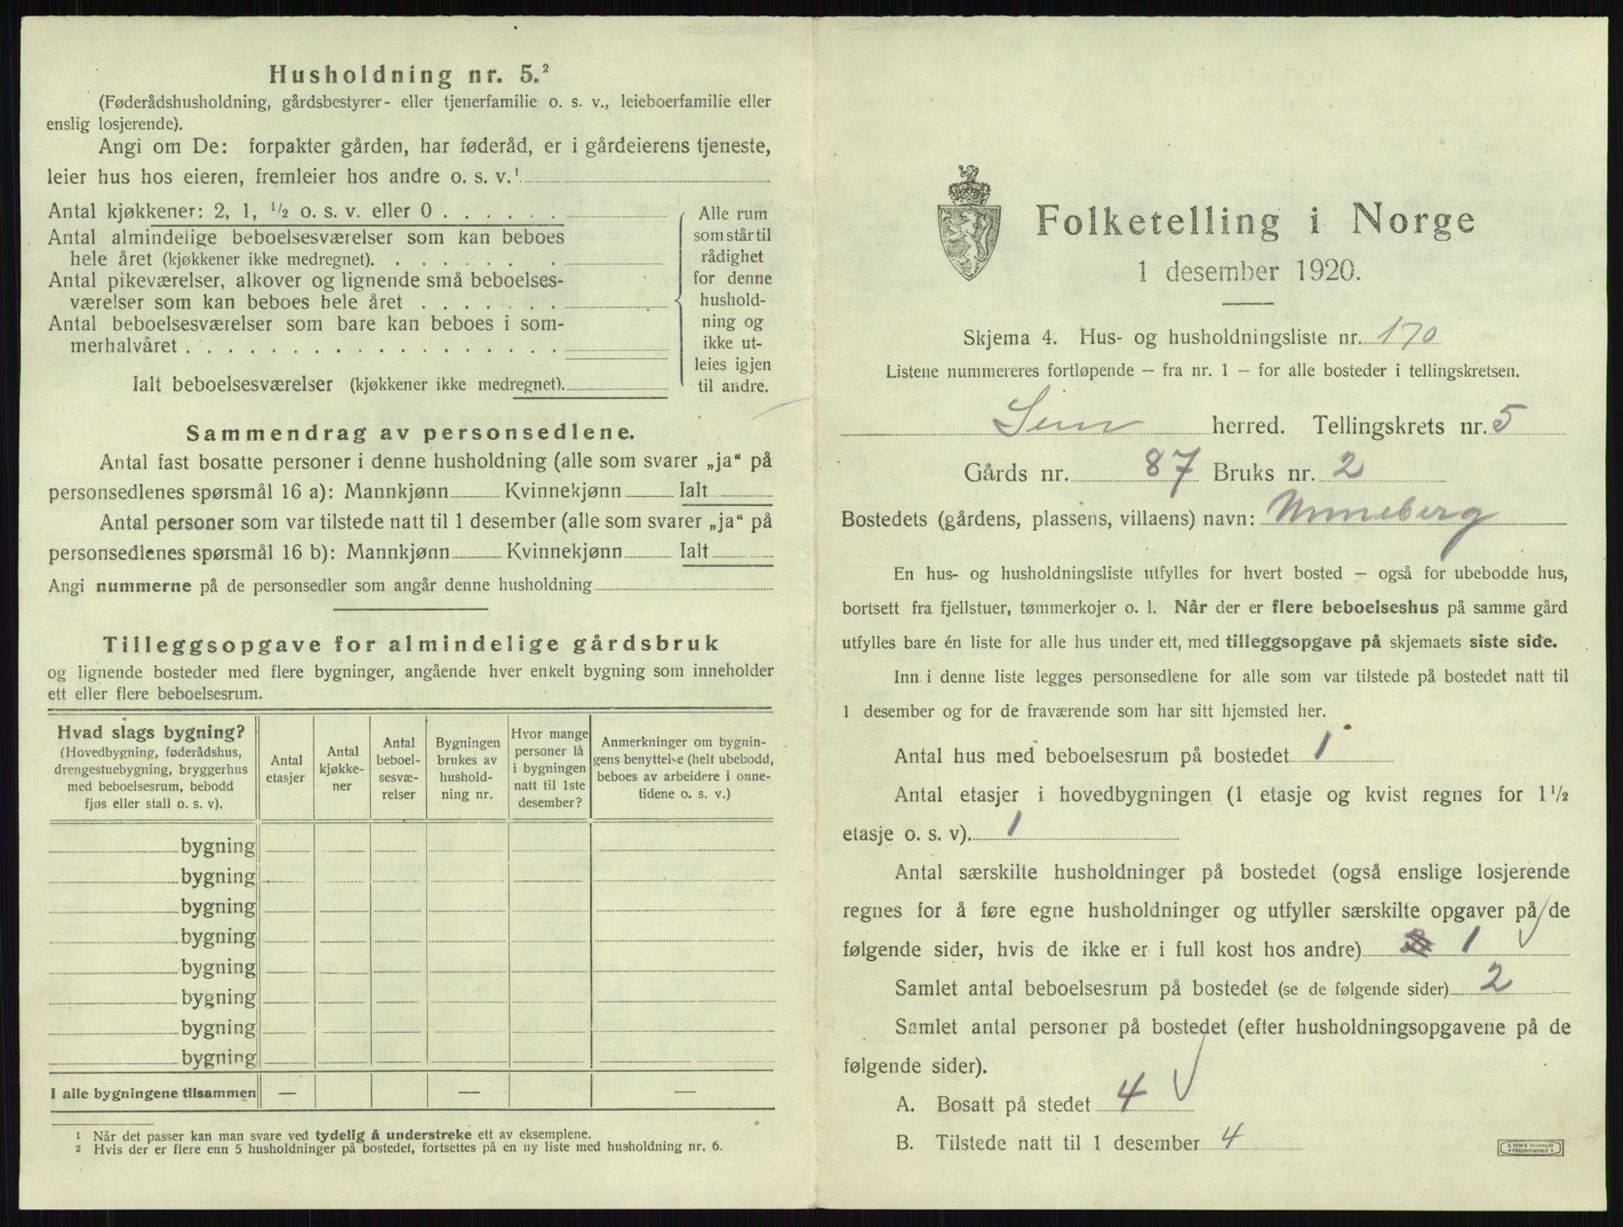 Husholdning nr. 5.²
(Føderådshusholdning, gårdsbestyrer- eller tjenerfamilie o. s. v., leieboerfamilie eller
enslig losjerende).
Angi om De: forpakter gården, har føderåd, er i gårdeierens tjeneste,
leier hus hos eieren, fremleier hos andre o. s. v.¹
Antal kjøkkener: 2, 1, ½ o. s. v. eller 0 . . . . . .
Antal almindelige beboelsesværelser som kan beboes
hele året (kjøkkener ikke medregnet). . . . . . . .
Antal pikeværelser, alkover og lignende små beboelses-
værelser som kan beboes hele året . . . . . . .
Antal beboelsesværelser som bare kan beboes i som-
merhalvåret . . . . . . . . . . . . . . . . . .
Ialt beboelsesværelser (kjøkkener ikke medregnet).
Alle rum
som står til
rådighet
for denne
hushold-
ning og
ikke ut-
leies igjen
til andre.
Sammendrag av personsedlene.
Antal fast bosatte personer i denne husholdning (alle som svarer „ja“ på
personsedlenes spørsmål 16 a): Mannkjønn Kvinnekjønn Ialt
Antal personer som var tilstede natt til 1 desember (alle som svarer „ja“ på
personsedlenes spørsmål 16 b): Mannkjønn Kvinnekjønn Ialt
Angi nummerne på de personsedler som angår denne husholdning
Tilleggsopgave for almindelige gårdsbruk
og lignende bosteder med flere bygninger, angående hver enkelt bygning som inneholder
ett eller flere beboelsesrum.
Hvad slags bygning?
(Hovedbygning, føderådshus,
drengestuebygning, bryggerhus
med beboelsesrum, bebodd
fjøs eller stall o. s. v).
Antal
etasjer
Antal
kjøkke-
ner
Antal
beboel-
sesvæ-
relser
Bygningen
brukes av
hushold-
ning nr.
Hvor mange
personer lå
i bygningen
natt til 1ste
desember?
Anmerkninger om bygnin-
gens benyttelse (helt ubebodd,
beboes av arbeidere i onne-
tidene o. s. v.)
bygning
bygning
bygning
bygning
bygning
bygning
bygning
bygning
I alle bygningene tilsammen — — —
¹ Når det passer kan man svare ved tydelig å understreke ett av eksemplene.
² Hvis der er flere enn 5 husholdninger på bostedet, fortsettes på en ny liste med husholdning nr. 6.
Folketelling i Norge
1 desember 1920.
Skjema 4. Hus- og husholdningsliste nr. 170
Listene nummereres fortløpende — fra nr. 1 — for alle bosteder i tellingskretsen.
Sem herred. Tellingskrets nr. 5
Gårds nr. 87 Bruks nr. 2
Bostedets (gårdens, plassens, villaens) navn: Unneberg
En hus- og husholdningsliste utfylles for hvert bosted — også for ubebodde hus,
bortsett fra fjellstuer, tømmerkojer o. l. Når der er flere beboelseshus på samme gård
utfylles bare én liste for alle hus under ett, med tilleggsopgave på skjemaets siste side.
Inn i denne liste legges personsedlene for alle som var tilstede på bostedet natt til
1 desember og for de fraværende som har sitt hjemsted her.
Antal hus med beboelsesrum på bostedet 1
Antal etasjer i hovedbygningen (1 etasje og kvist regnes for 1½
etasje o. s. v). 1
Antal særskilte husholdninger på bostedet (også enslige losjerende
regnes for å føre egne husholdninger og utfyller særskilte opgaver på de
følgende sider, hvis de ikke er i full kost hos andre) 1
Samlet antal beboelsesrum på bostedet (se de følgende sider) 2
Samlet antal personer på bostedet (efter husholdningsopgavene på de
følgende sider).
A. Bosatt på stedet 4
B. Tilstede natt til 1 desember 4